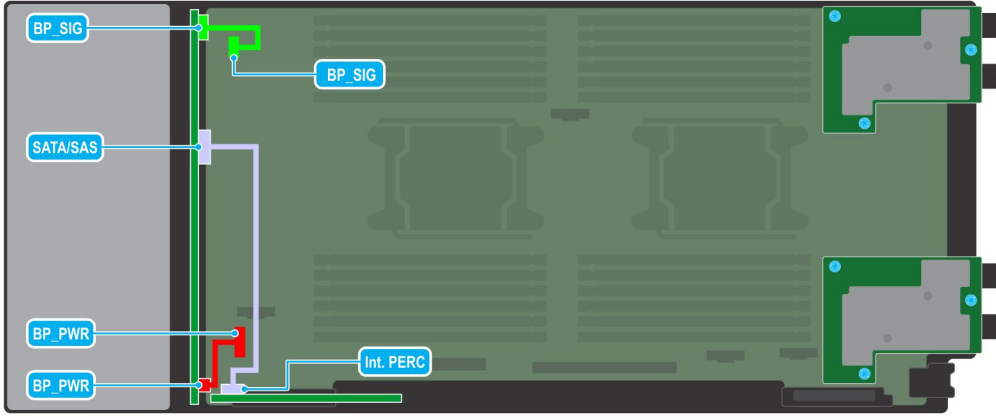 BP_SIG
BP_SIG
SATA/SAS
BP_PWR
Int. PERC
BP_PWR